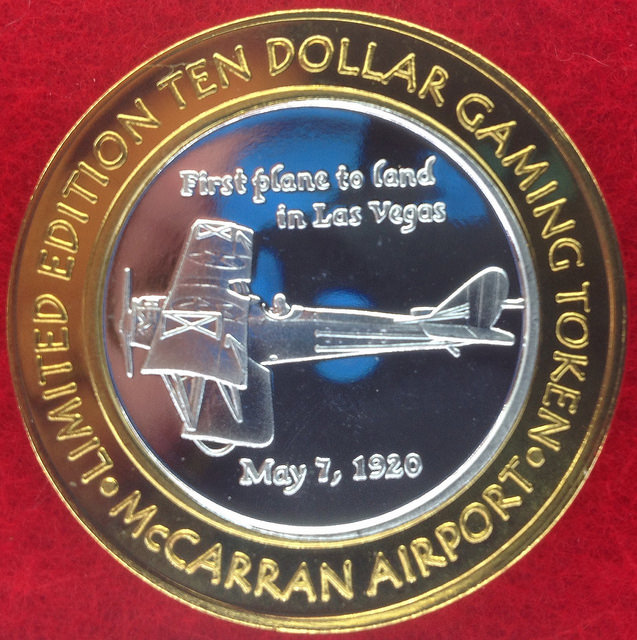 LIMITED EDITION TEN DOLLAR GAMING TOKEN
McCARRAN AIRPORT
First plane to land
in Las Vegas
May 7, 1920